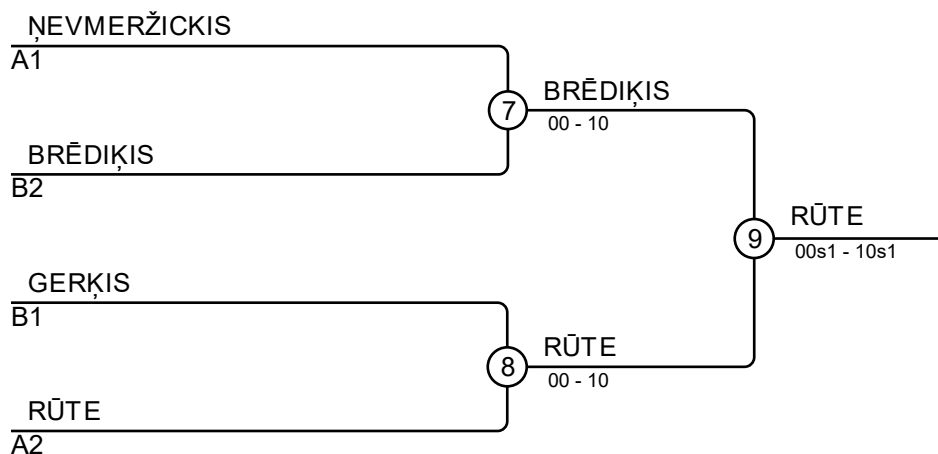 ŅEVMERŽICKIS
A1
BRĒDIĶIS
B2
GERĶIS
B1
RŪTE
A2
7
BRĒDIĶIS
00 - 10
8
RŪTE
00 - 10
9
RŪTE
00s1 - 10s1